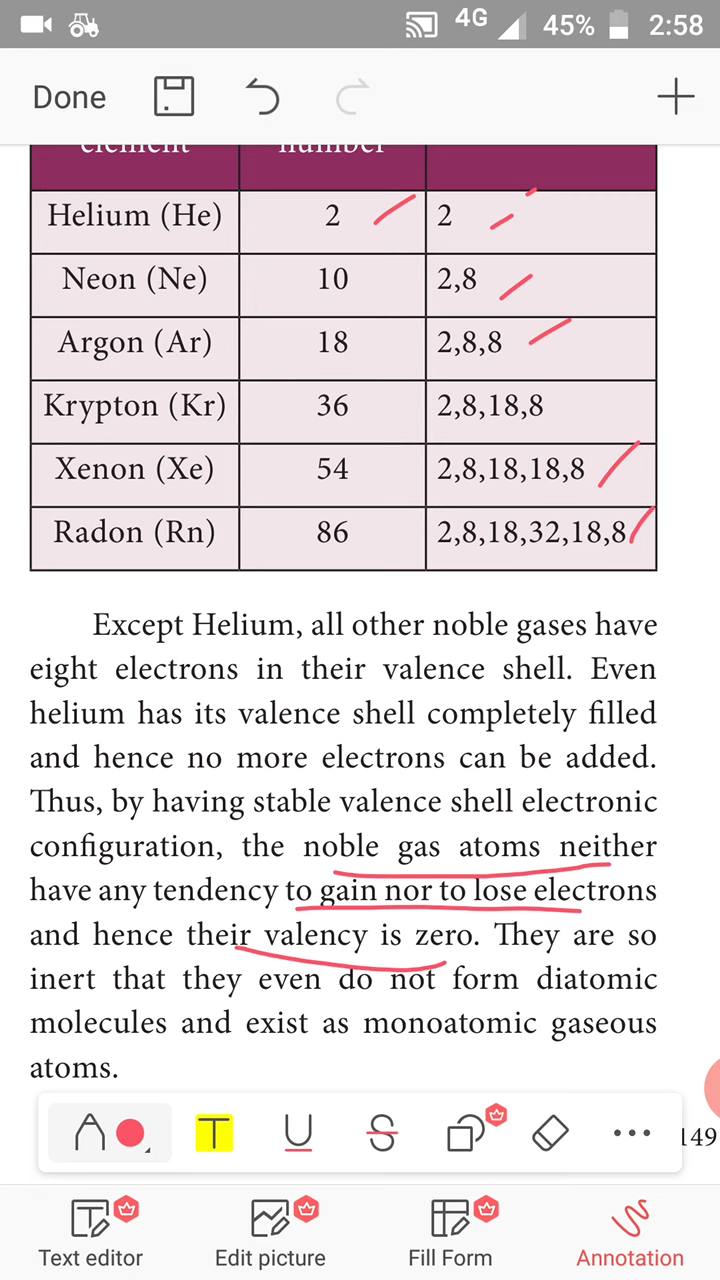 4G 45% 2:58
Done
element number
Helium (He) 2 2
Neon (Ne) 10 2,8
Argon (Ar) 18 2,8,8
Krypton (Kr) 36 2,8,18,8
Xenon (Xe) 54 2,8,18,18,8
Radon (Rn) 86 2,8,18,32,18,8
Except Helium, all other noble gases have
eight electrons in their valence shell. Even
helium has its valence shell completely filled
and hence no more electrons can be added.
Thus, by having stable valence shell electronic
configuration, the noble gas atoms neither
have any tendency to gain nor to lose electrons
and hence their valency is zero. They are so
inert that they even do not form diatomic
molecules and exist as monoatomic gaseous
atoms.
T U S 149
Text editor Edit picture Fill Form Annotation